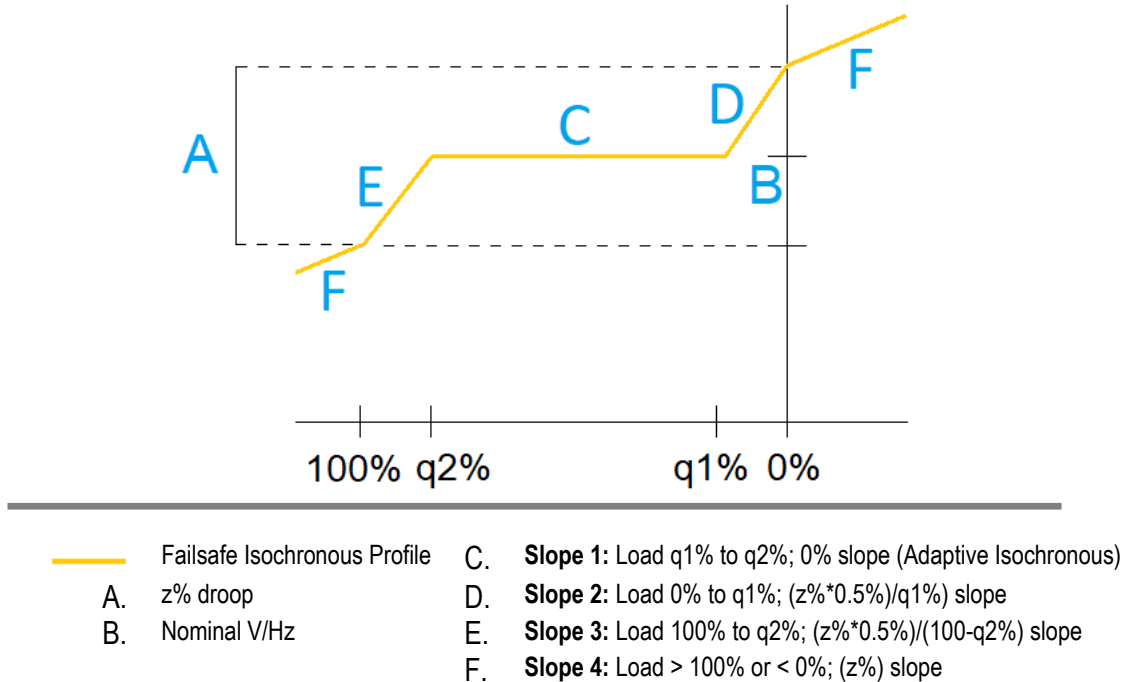 F
D
C
A
E
B
F
100% q2% q1% 0%
Failsafe Isochronous Profile
A. z% droop
B. Nominal V/Hz
C. Slope 1: Load q1% to q2%; 0% slope (Adaptive Isochronous)
D. Slope 2: Load 0% to q1%; (z%*0.5%)/q1%) slope
E. Slope 3: Load 100% to q2%; (z%*0.5%)/(100-q2%) slope
F. Slope 4: Load > 100% or < 0%; (z%) slope